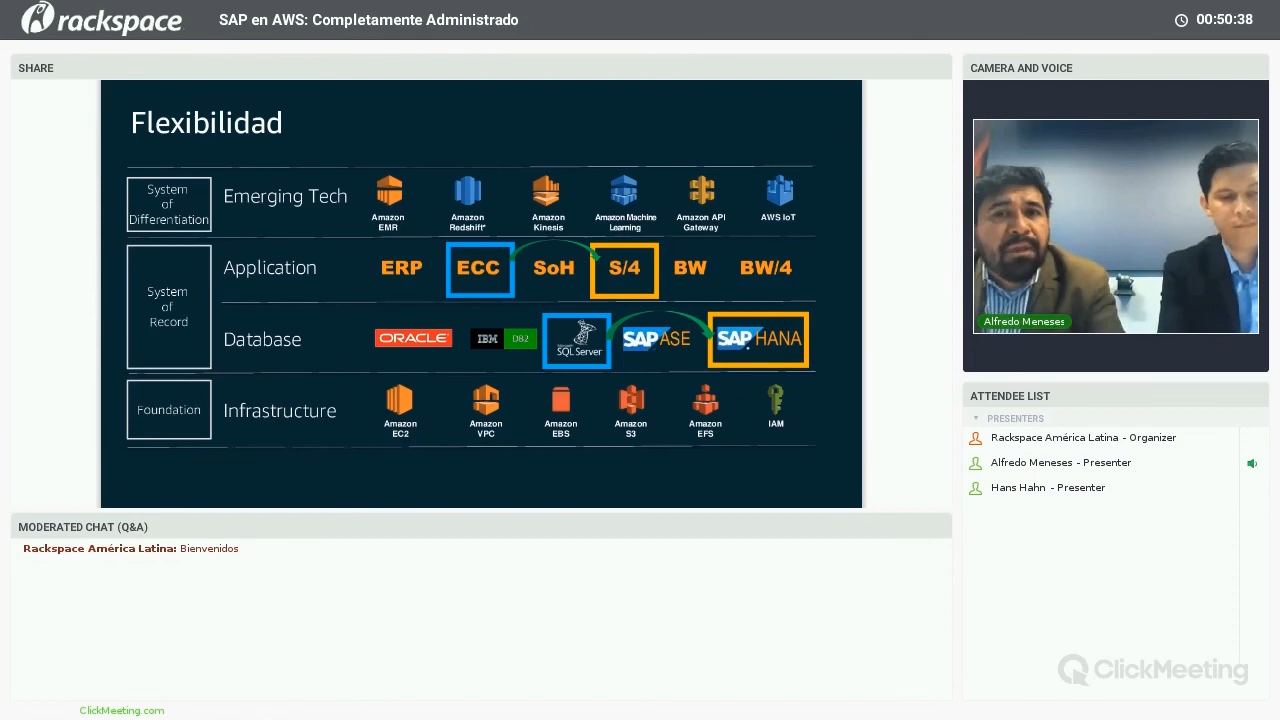 rackspace
SAP en AWS: Completamente Administrado
00:50:38
SHARE
Flexibilidad
System
of
Differentiation
Emerging Tech
Amazon
EMR
Amazon
Redshift*
Amazon
Kinesis
Amazon Machine
Learning
Amazon API
Gateway
AWS IoT
System
of
Record
Application
ERP
ECC
SoH
S/4
BW
BW/4
Database
ORACLE
IBM DB2
Microsoft
SQL Server
SAP ASE
SAP HANA
Foundation
Infrastructure
Amazon
EC2
Amazon
VPC
Amazon
EBS
Amazon
S3
Amazon
EFS
IAM
MODERATED CHAT (Q&A)
Rackspace América Latina: Bienvenidos
ClickMeeting.com
CAMERA AND VOICE
Alfredo Meneses
ATTENDEE LIST
PRESENTERS
Rackspace América Latina - Organizer
Alfredo Meneses - Presenter
Hans Hahn - Presenter
ClickMeeting